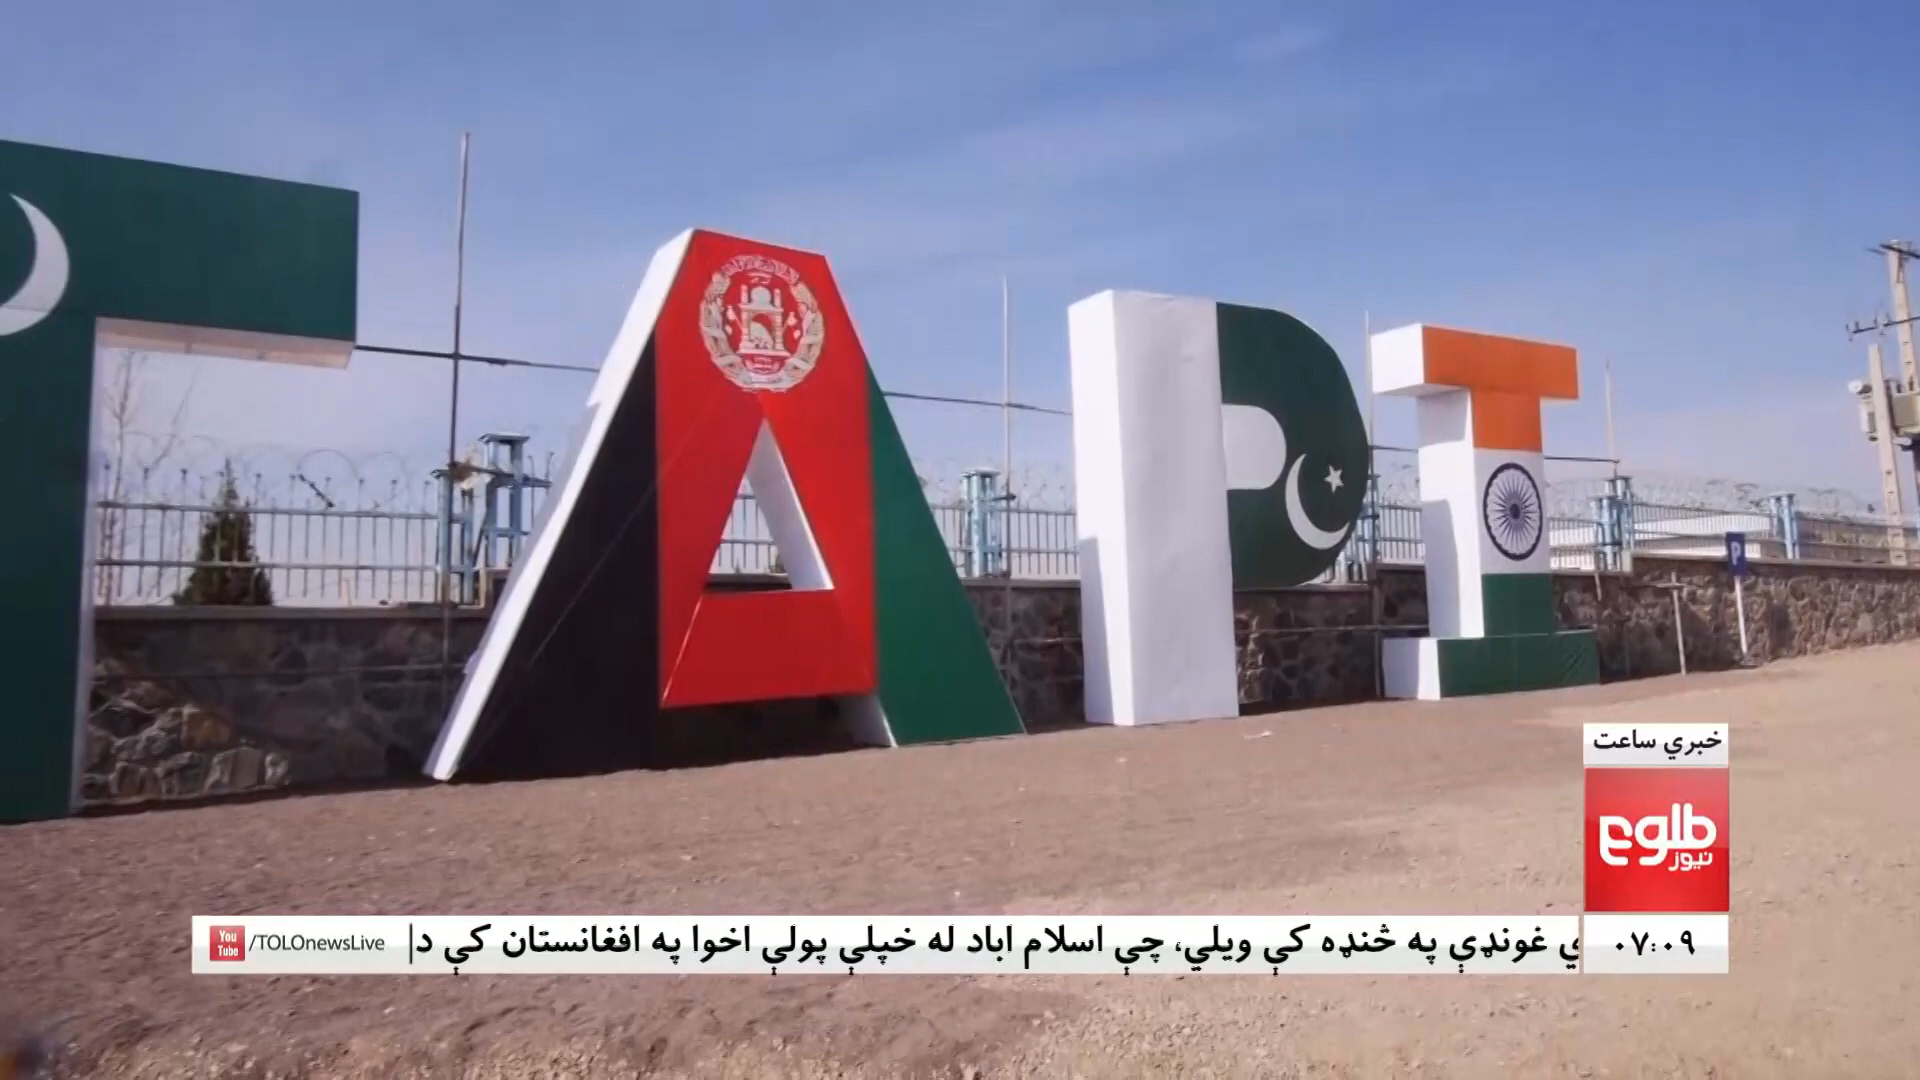 TAPI
P
خبري ساعت
طلوع
نیوز
۰۷:۰۹
You
Tube
/TOLOnewsLive
غونډې په څنډه کې ویلي، چې اسلام اباد له خپلې پولې اخوا په افغانستان کې د